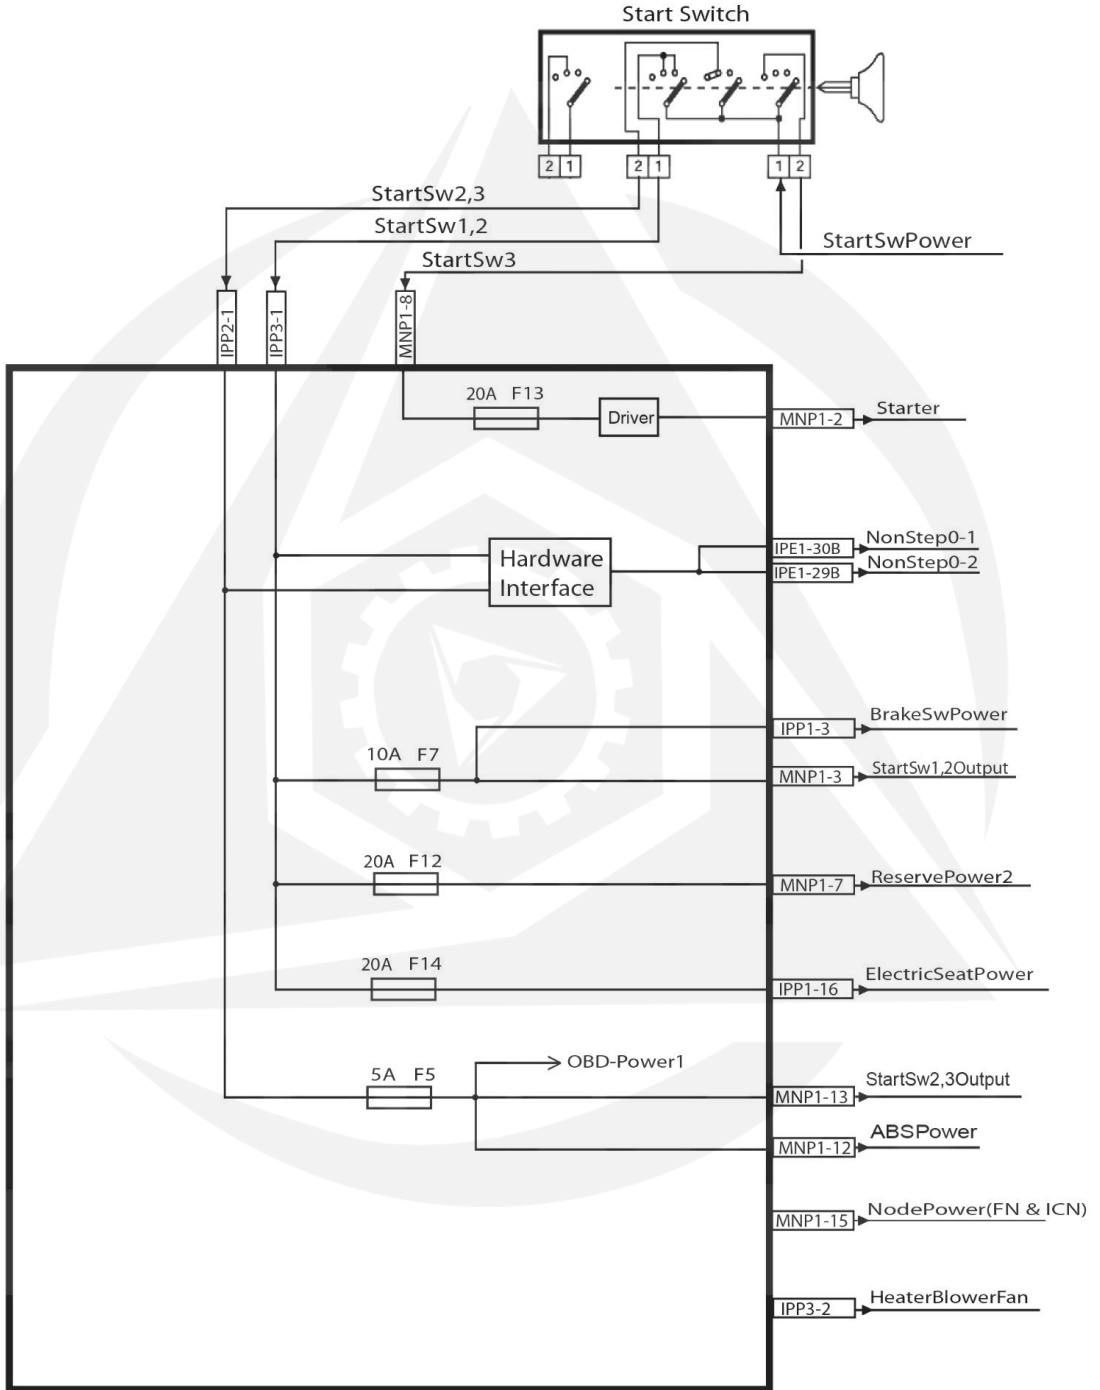 Start Switch
2 1
2 1
1 2
StartSw2,3
StartSw1,2
StartSwPower
StartSw3
IPP2-1
IPP3-1
MNP1-8
20A F13
Driver
MNP1-2
Starter
Hardware
Interface
IPE1-30B
NonStep0-1
IPE1-29B
NonStep0-2
IPP1-3
BrakeSwPower
10A F7
MNP1-3
StartSw1,2Output
20A F12
MNP1-7
ReservePower2
20A F14
IPP1-16
ElectricSeatPower
OBD-Power1
5A F5
MNP1-13
StartSw2,3Output
MNP1-12
ABSPower
MNP1-15
NodePower(FN & ICN)
IPP3-2
HeaterBlowerFan